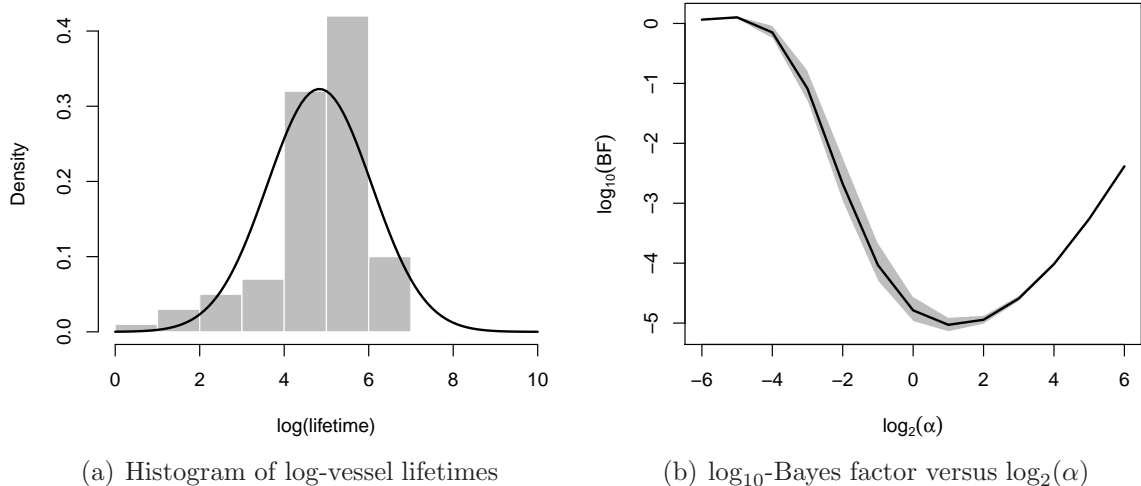 0.4
0.3
0.2
0.1
0.0
Density
0 2 4 6 8 10
log(lifetime)
(a) Histogram of log-vessel lifetimes
0
−1
−2
−3
−4
−5
log₁₀(BF)
−6 −4 −2 0 2 4 6
log₂(α)
(b) log₁₀-Bayes factor versus log₂(α)